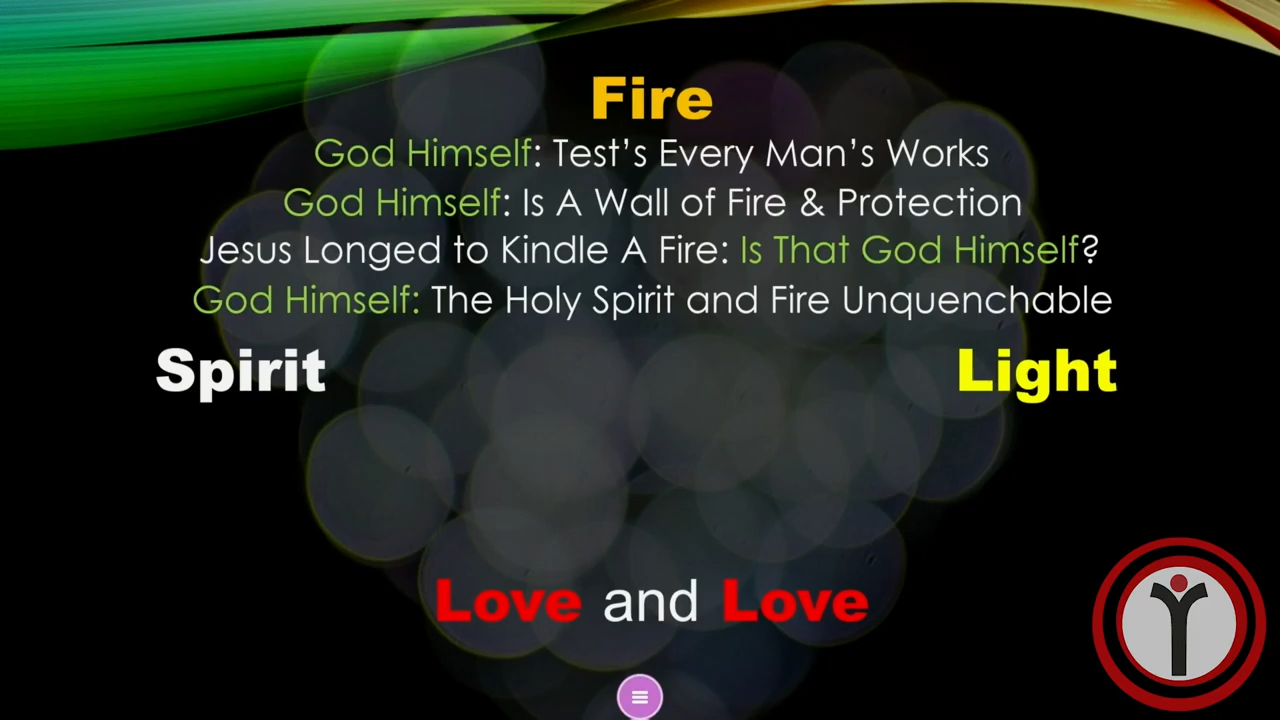 Fire
God Himself: Test's Every Man's Works
God Himself: Is A Wall of Fire & Protection
Jesus Longed to Kindle A Fire: Is That God Himself?
God Himself: The Holy Spirit and Fire Unquenchable
Spirit Light
Love and Love